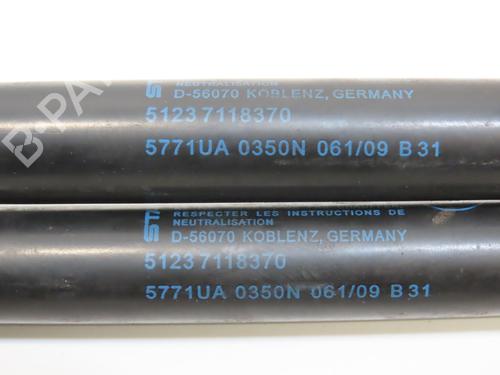 NEUTRALISATION
D-56070 KOBLENZ, GERMANY
51237118370
5771UA 0350N 061/09 B31
RESPECTER LES INSTRUCTIONS DE
NEUTRALISATION
D-56070 KOBLENZ, GERMANY
51237118370
5771UA 0350N 061/09 B31